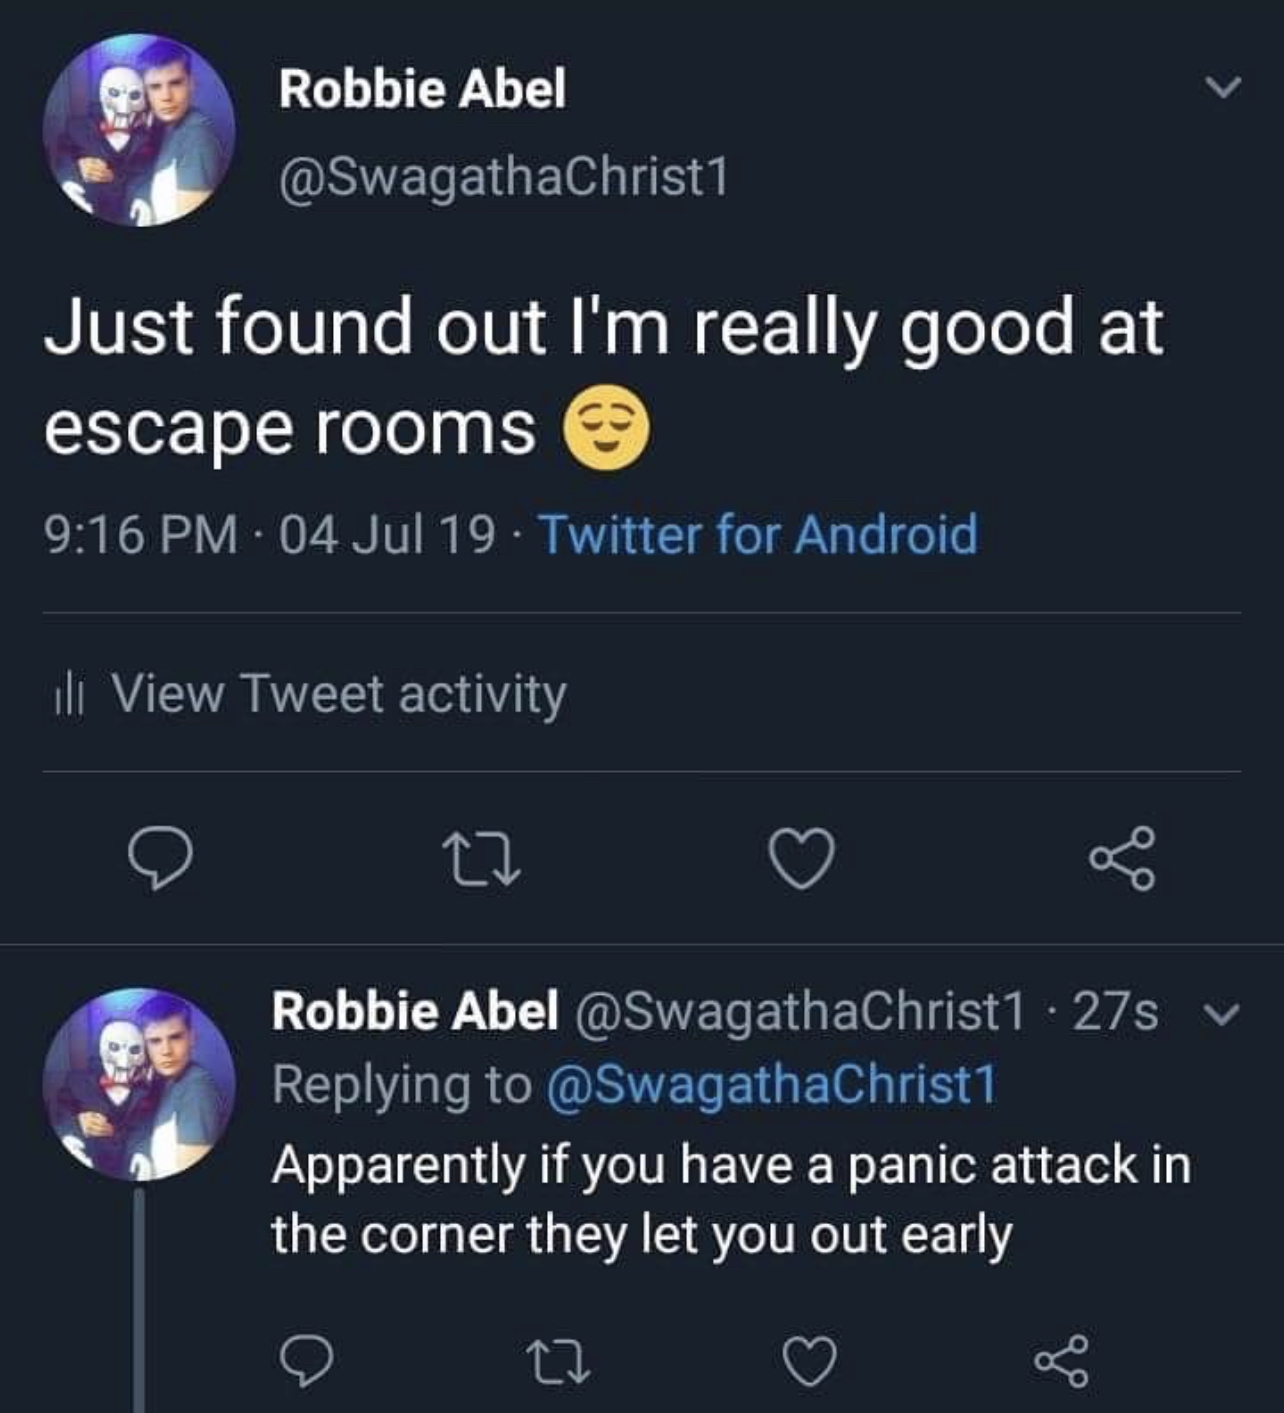 Robbie Abel
@SwagathaChrist1
Just found out I'm really good at
escape rooms 😌
9:16 PM · 04 Jul 19 · Twitter for Android
View Tweet activity
Robbie Abel @SwagathaChrist1 · 27s
Replying to @SwagathaChrist1
Apparently if you have a panic attack in
the corner they let you out early